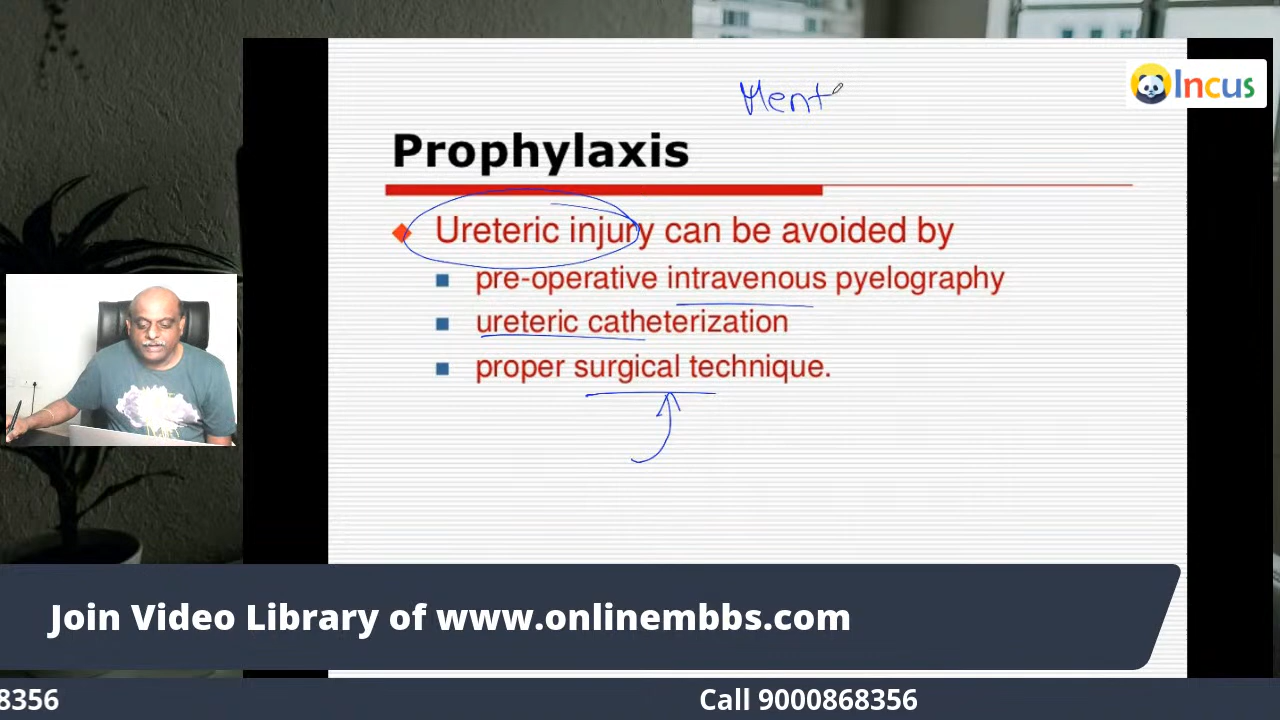 Ment
Incus
Prophylaxis
Ureteric injury can be avoided by
pre-operative intravenous pyelography
ureteric catheterization
proper surgical technique.
Join Video Library of www.onlinembbs.com
8356
Call 9000868356